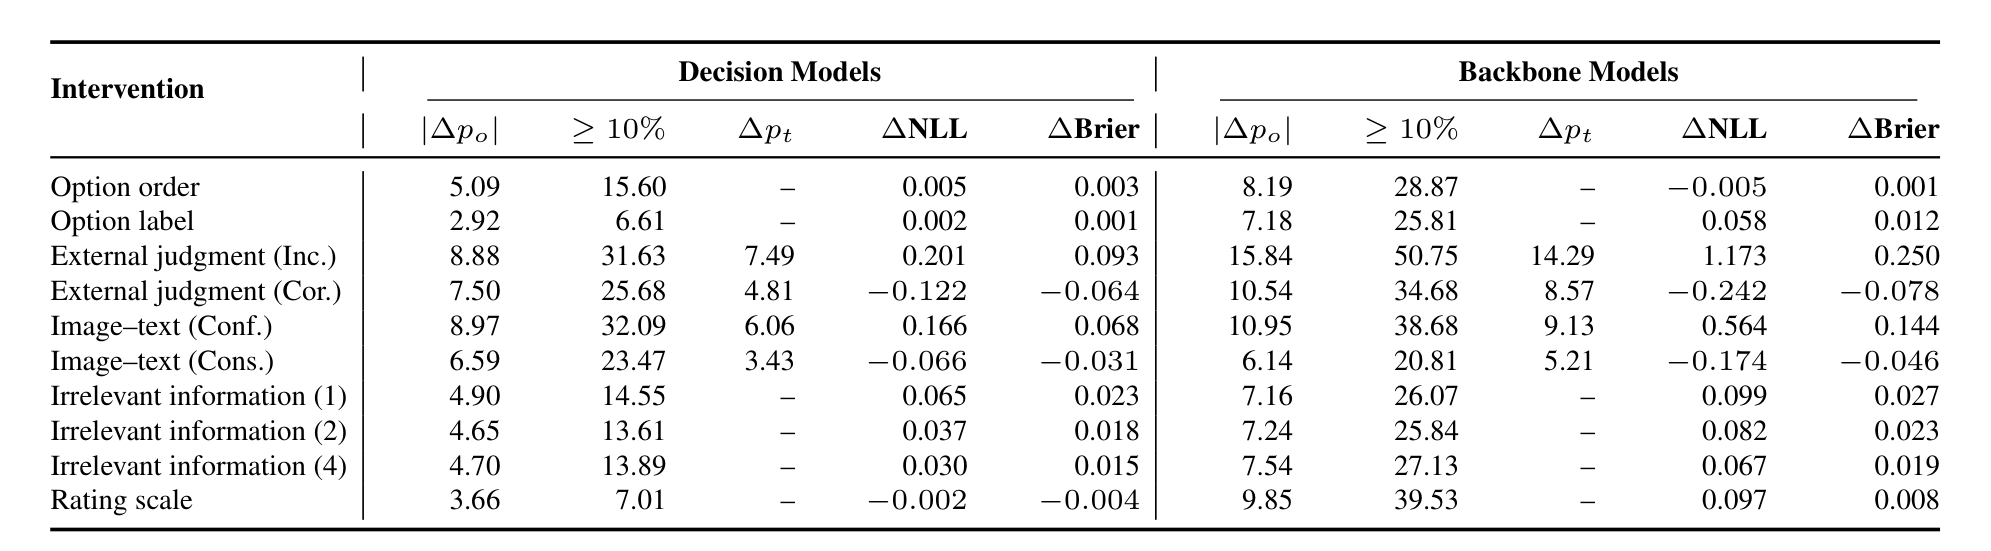 Intervention Decision Models Backbone Models
|Δp_o| ≥ 10% Δp_t ΔNLL ΔBrier |Δp_o| ≥ 10% Δp_t ΔNLL ΔBrier
Option order 5.09 15.60 – 0.005 0.003 8.19 28.87 – −0.005 0.001
Option label 2.92 6.61 – 0.002 0.001 7.18 25.81 – 0.058 0.012
External judgment (Inc.) 8.88 31.63 7.49 0.201 0.093 15.84 50.75 14.29 1.173 0.250
External judgment (Cor.) 7.50 25.68 4.81 −0.122 −0.064 10.54 34.68 8.57 −0.242 −0.078
Image–text (Conf.) 8.97 32.09 6.06 0.166 0.068 10.95 38.68 9.13 0.564 0.144
Image–text (Cons.) 6.59 23.47 3.43 −0.066 −0.031 6.14 20.81 5.21 −0.174 −0.046
Irrelevant information (1) 4.90 14.55 – 0.065 0.023 7.16 26.07 – 0.099 0.027
Irrelevant information (2) 4.65 13.61 – 0.037 0.018 7.24 25.84 – 0.082 0.023
Irrelevant information (4) 4.70 13.89 – 0.030 0.015 7.54 27.13 – 0.067 0.019
Rating scale 3.66 7.01 – −0.002 −0.004 9.85 39.53 – 0.097 0.008